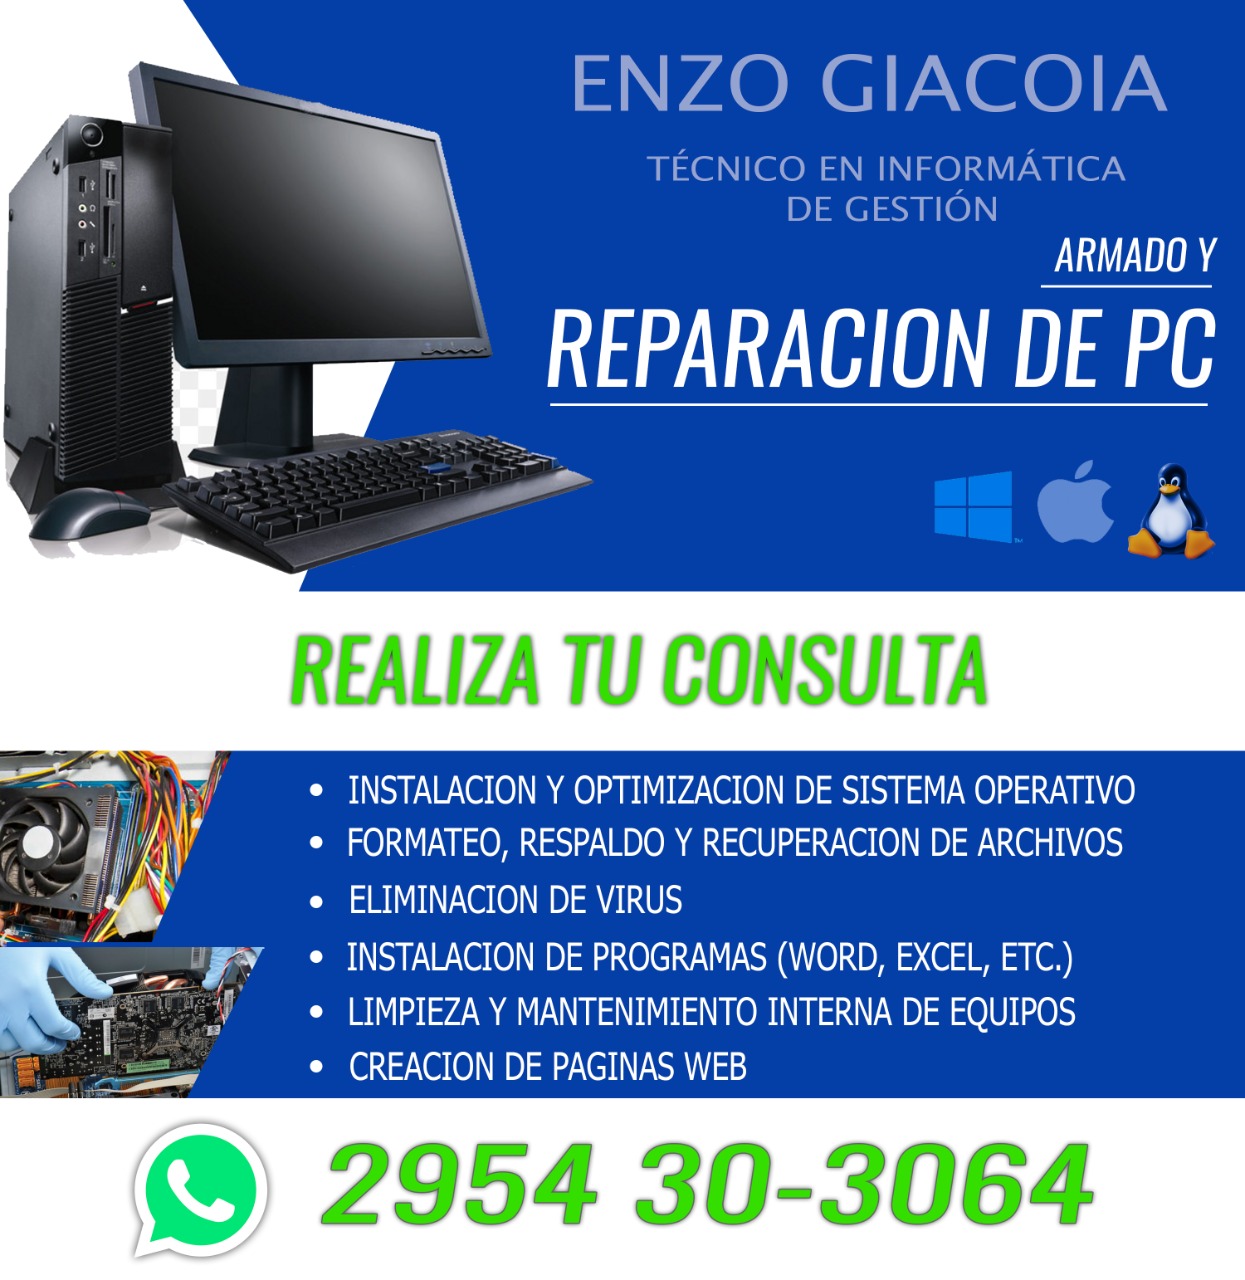 ENZO GIACOIA
TÉCNICO EN INFORMÁTICA
DE GESTIÓN
ARMADO Y
REPARACION DE PC
REALIZA TU CONSULTA
• INSTALACION Y OPTIMIZACION DE SISTEMA OPERATIVO
• FORMATEO, RESPALDO Y RECUPERACION DE ARCHIVOS
• ELIMINACION DE VIRUS
• INSTALACION DE PROGRAMAS (WORD, EXCEL, ETC.)
• LIMPIEZA Y MANTENIMIENTO INTERNA DE EQUIPOS
• CREACION DE PAGINAS WEB
2954 30-3064